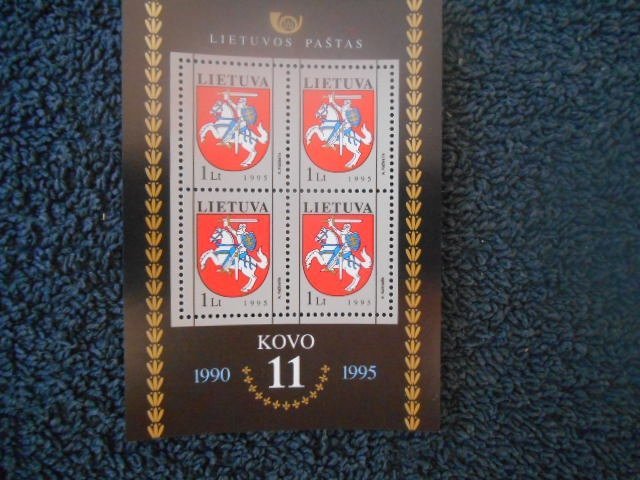 LIETUVOS PAŠTAS
LIETUVA LIETUVA
1 Lt 1995 1 Lt 1995
LIETUVA LIETUVA
1 Lt 1995 1 Lt 1995
KOVO
1990 11 1995